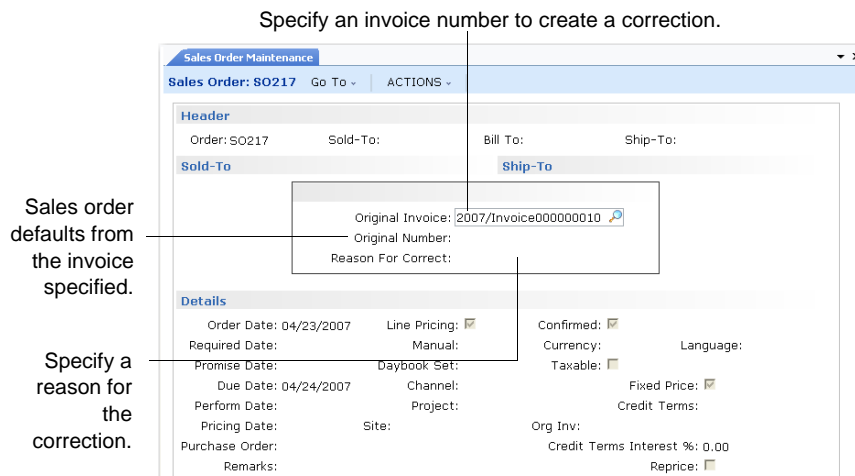 Specify an invoice number to create a correction.
Sales Order Maintenance
Sales Order: SO217 Go To ACTIONS
Header
Order: SO217 Sold-To: Bill To: Ship-To:
Sold-To Ship-To
Original Invoice: 2007/Invoice000000010
Original Number:
Reason For Correct:
Sales order
defaults from
the invoice
specified.
Details
Order Date: 04/23/2007 Line Pricing: Confirmed:
Required Date: Manual: Currency: Language:
Promise Date: Daybook Set: Taxable:
Due Date: 04/24/2007 Channel: Fixed Price:
Perform Date: Project: Credit Terms:
Pricing Date: Site: Org Inv:
Purchase Order: Credit Terms Interest %: 0.00
Remarks: Reprice:
Specify a
reason for
the
correction.